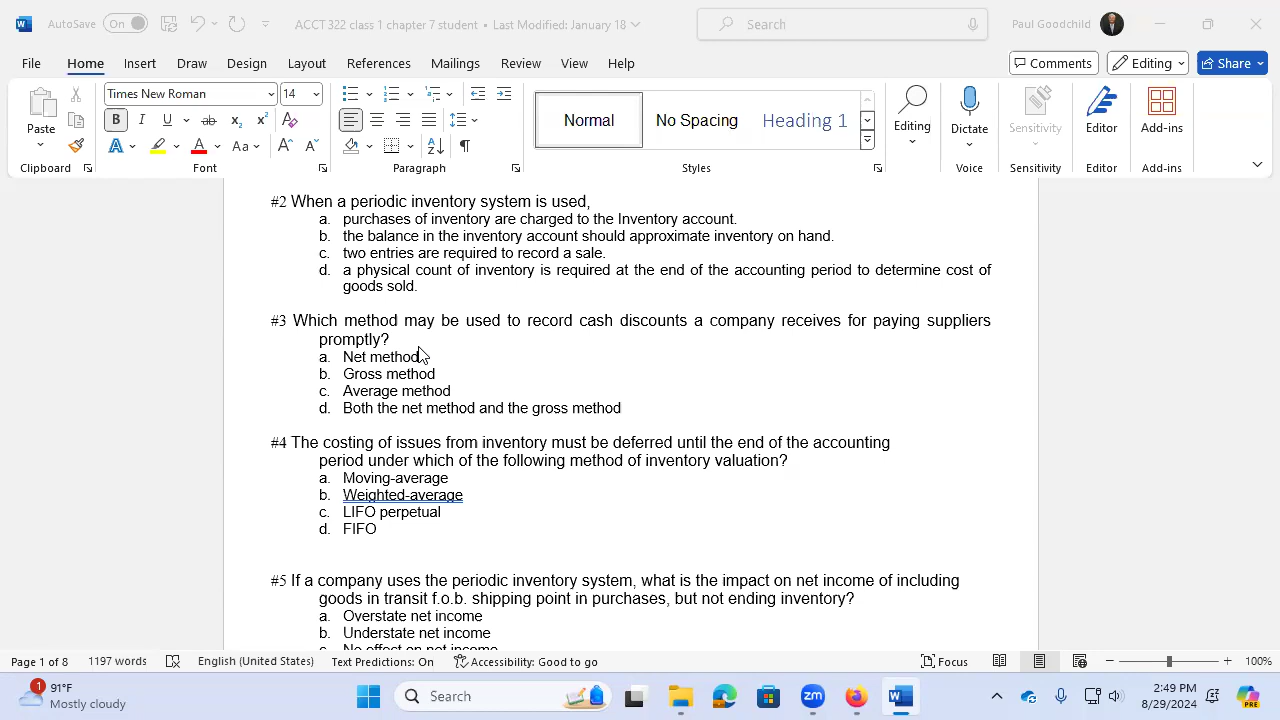 AutoSave On ACCT 322 class 1 chapter 7 student • Last Modified: January 18 Search Paul Goodchild
File Home Insert Draw Design Layout References Mailings Review View Help Comments Editing Share
Times New Roman 14
Paste
Normal No Spacing Heading 1
Editing Dictate Sensitivity Editor Add-ins
Clipboard Font Paragraph Styles Voice Sensitivity Editor Add-ins
#2 When a periodic inventory system is used,
a. purchases of inventory are charged to the Inventory account.
b. the balance in the inventory account should approximate inventory on hand.
c. two entries are required to record a sale.
d. a physical count of inventory is required at the end of the accounting period to determine cost of
goods sold.
#3 Which method may be used to record cash discounts a company receives for paying suppliers
promptly?
a. Net method
b. Gross method
c. Average method
d. Both the net method and the gross method
#4 The costing of issues from inventory must be deferred until the end of the accounting
period under which of the following method of inventory valuation?
a. Moving-average
b. Weighted-average
c. LIFO perpetual
d. FIFO
#5 If a company uses the periodic inventory system, what is the impact on net income of including
goods in transit f.o.b. shipping point in purchases, but not ending inventory?
a. Overstate net income
b. Understate net income
c. No effect on net income
Page 1 of 8 1197 words English (United States) Text Predictions: On Accessibility: Good to go Focus 100%
1 91°F
Mostly cloudy
Search
zm
W
2:49 PM
8/29/2024
PRE